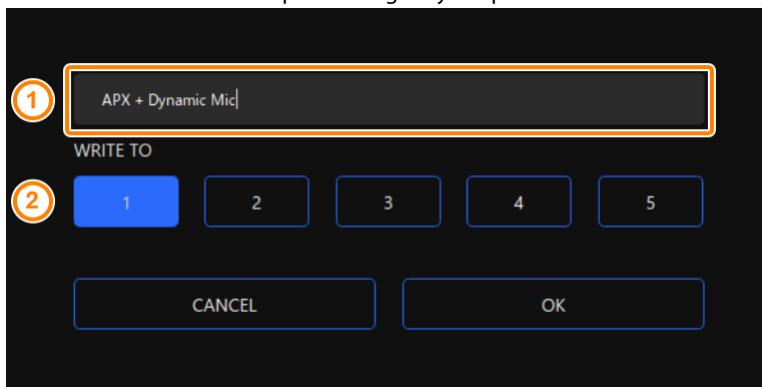 1
APX + Dynamic Mic
WRITE TO
2
1 2 3 4 5
CANCEL OK